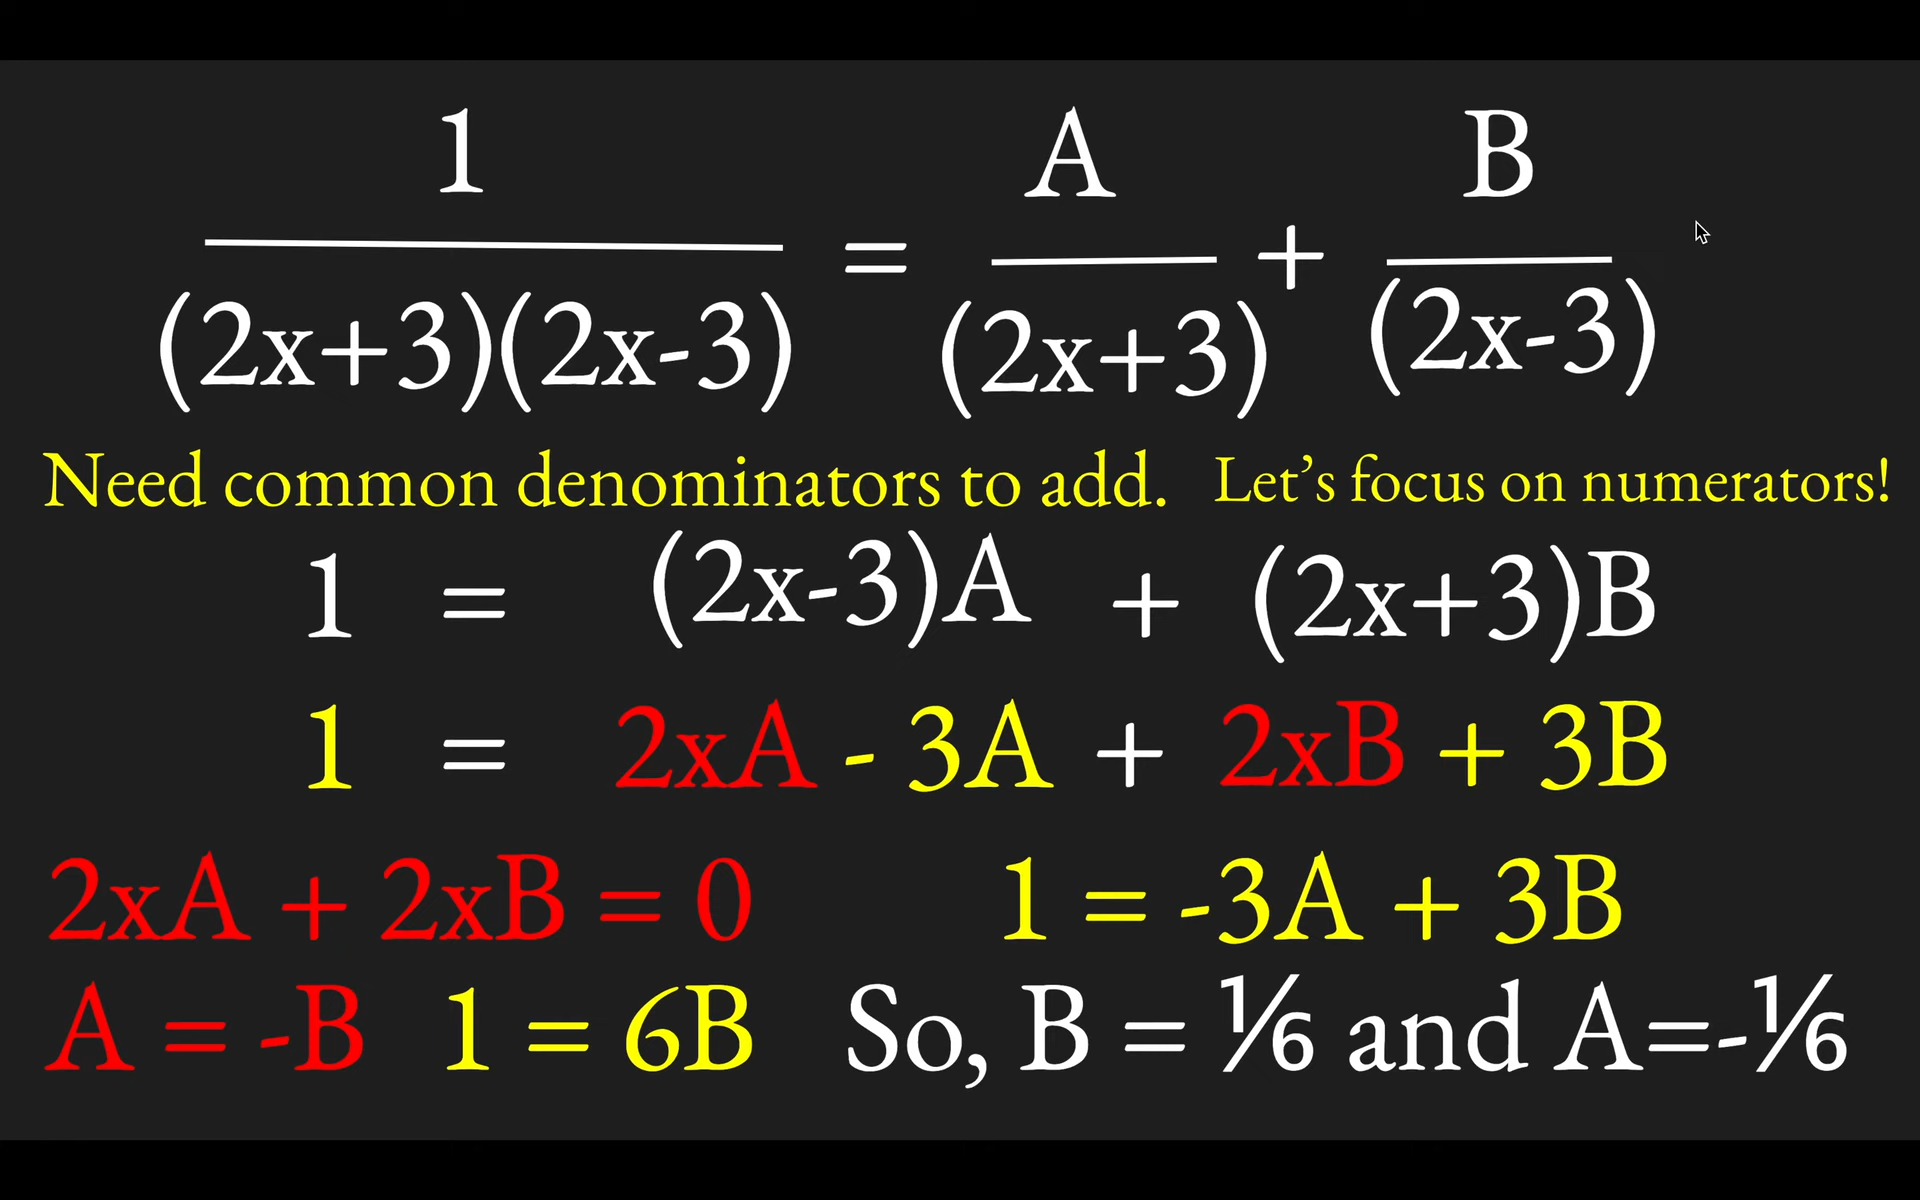 1 A B
= +
(2x+3)(2x-3) (2x+3) (2x-3)
Need common denominators to add. Let's focus on numerators!
1 = (2x-3)A + (2x+3)B
1 = 2xA - 3A + 2xB + 3B
2xA + 2xB = 0 1 = -3A + 3B
A = -B 1 = 6B So, B = ⅙ and A=-⅙